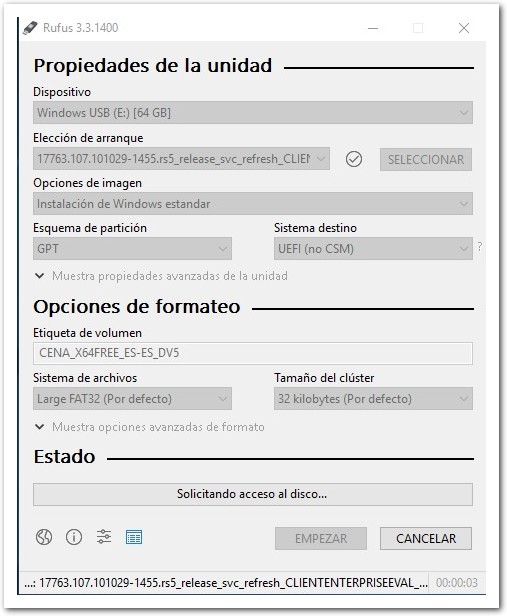 Rufus 3.3.1400
Propiedades de la unidad
Dispositivo
Windows USB (E:) [64 GB]
Elección de arranque
17763.107.101029-1455.rs5_release_svc_refresh_CLIEN
SELECCIONAR
Opciones de imagen
Instalación de Windows estandar
Esquema de partición
Sistema destino
GPT
UEFI (no CSM)
?
Muestra propiedades avanzadas de la unidad
Opciones de formateo
Etiqueta de volumen
CENA_X64FREE_ES-ES_DV5
Sistema de archivos
Tamaño del clúster
Large FAT32 (Por defecto)
32 kilobytes (Por defecto)
Muestra opciones avanzadas de formato
Estado
Solicitando acceso al disco...
EMPEZAR
CANCELAR
...: 17763.107.101029-1455.rs5_release_svc_refresh_CLIENTENTERPRISEEVAL_...
00:00:03